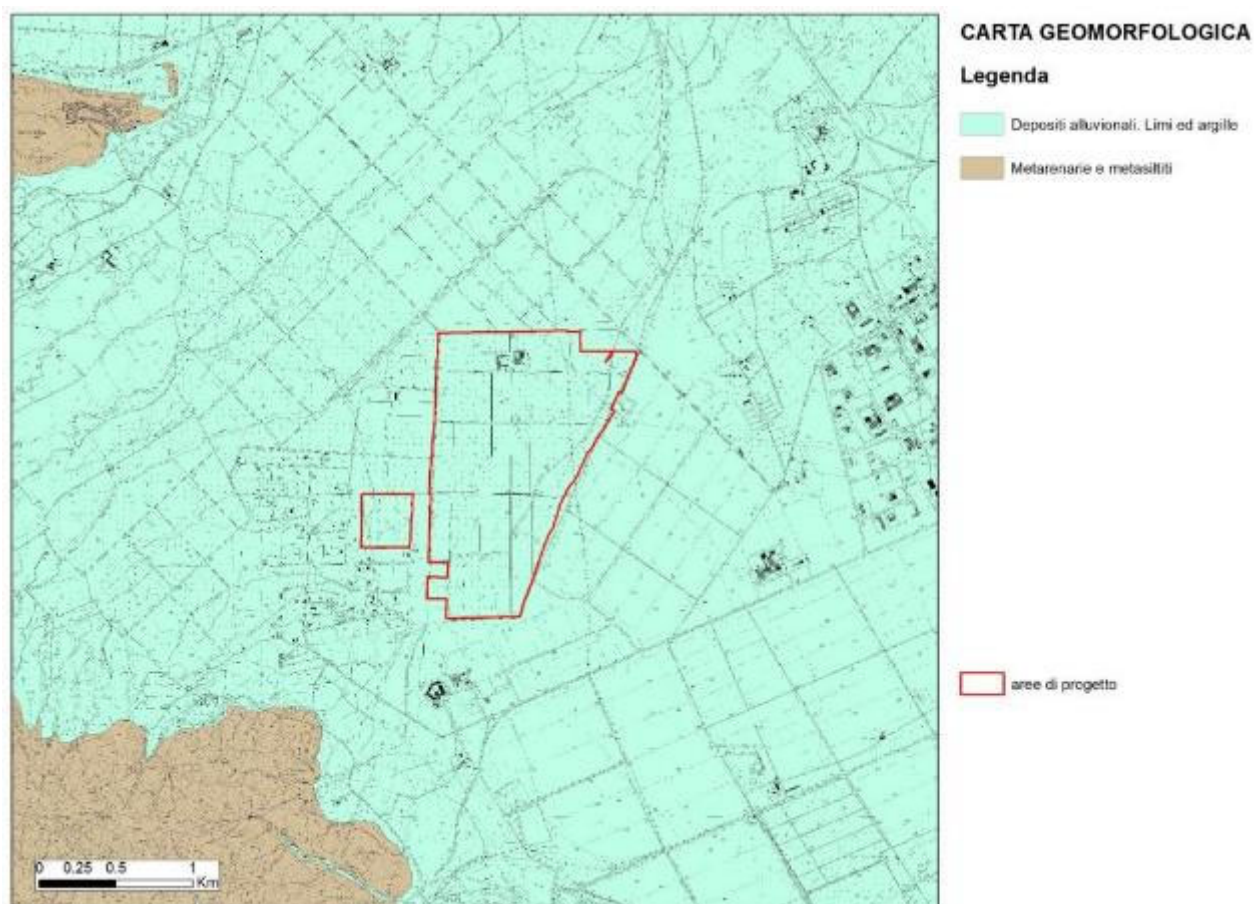 CARTA GEOMORFOLOGICA
Legenda
Depositi alluvionali. Limi ed argille
Metarenarie e metasiltiti
aree di progetto
0 0.25 0.5 1
Km